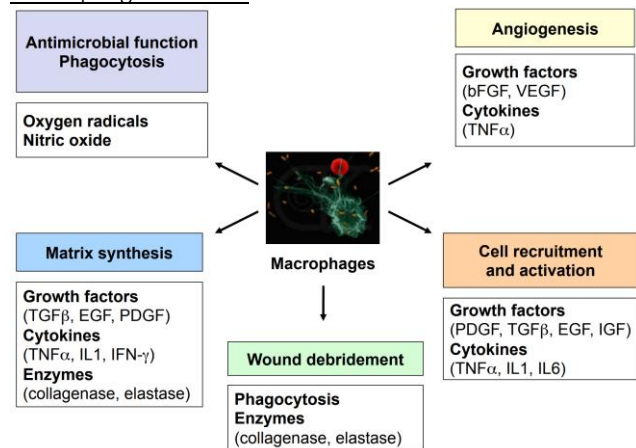 Antimicrobial function
Phagocytosis
Oxygen radicals
Nitric oxide
Angiogenesis
Growth factors
(bFGF, VEGF)
Cytokines
(TNFα)
Macrophages
Matrix synthesis
Growth factors
(TGFβ, EGF, PDGF)
Cytokines
(TNFα, IL1, IFN-γ)
Enzymes
(collagenase, elastase)
Wound debridement
Phagocytosis
Enzymes
(collagenase, elastase)
Cell recruitment
and activation
Growth factors
(PDGF, TGFβ, EGF, IGF)
Cytokines
(TNFα, IL1, IL6)